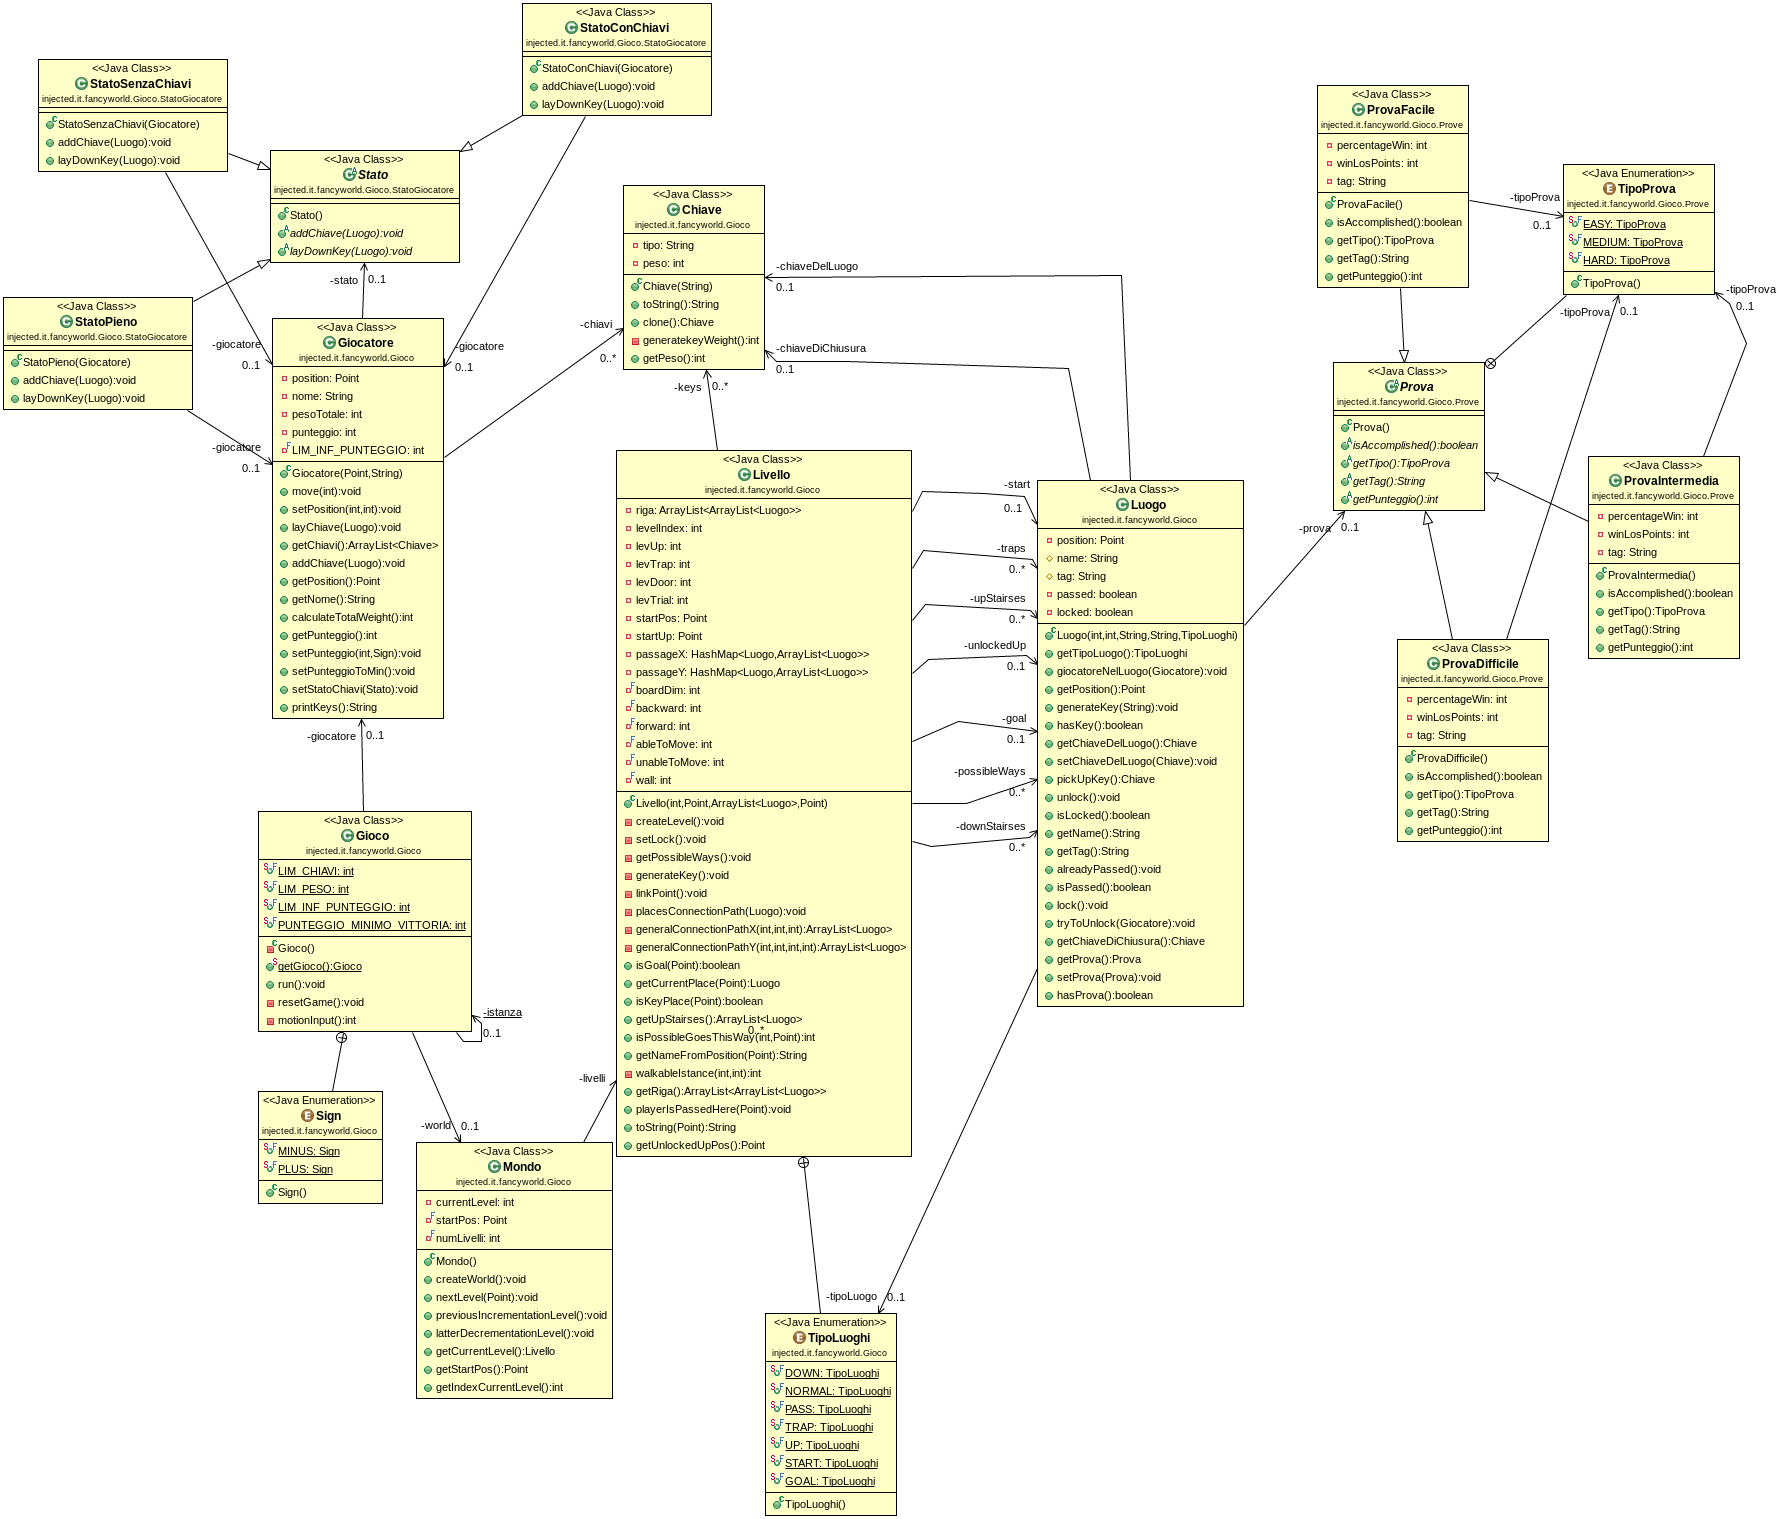 <<Java Class>>
StatoConChiavi
injected.it.fancyworld.Gioco.StatoGiocatore
StatoConChiavi(Giocatore)
addChiave(Luogo):void
layDownKey(Luogo):void
<<Java Class>>
StatoSenzaChiavi
injected.it.fancyworld.Gioco.StatoGiocatore
StatoSenzaChiavi(Giocatore)
addChiave(Luogo):void
layDownKey(Luogo):void
<<Java Class>>
Stato
injected.it.fancyworld.Gioco.StatoGiocatore
Stato()
addChiave(Luogo):void
layDownKey(Luogo):void
-stato
0..1
<<Java Class>>
StatoPieno
injected.it.fancyworld.Gioco.StatoGiocatore
StatoPieno(Giocatore)
addChiave(Luogo):void
layDownKey(Luogo):void
-giocatore
0..1
-giocatore
0..1
-giocatore
0..1
<<Java Class>>
Giocatore
injected.it.fancyworld.Gioco
position: Point
nome: String
pesoTotale: int
punteggio: int
LIM_INF_PUNTEGGIO: int
Giocatore(Point,String)
move(int):void
setPosition(int,int):void
layChiave(Luogo):void
getChiavi():ArrayList<Chiave>
addChiave(Luogo):void
getPosition():Point
getNome():String
calculateTotalWeight():int
getPunteggio():int
setPunteggio(int,Sign):void
setPunteggioToMin():void
setStatoChiavi(Stato):void
printKeys():String
-giocatore
0..1
<<Java Class>>
Chiave
injected.it.fancyworld.Gioco
tipo: String
peso: int
Chiave(String)
toString():String
clone():Chiave
generatekeyWeight():int
getPeso():int
-chiavi
0..*
-keys
0..*
-chiaveDelLuogo
0..1
-chiaveDiChiusura
0..1
<<Java Class>>
Livello
injected.it.fancyworld.Gioco
riga: ArrayList<ArrayList<Luogo>>
levelIndex: int
levUp: int
levTrap: int
levDoor: int
levTrial: int
startPos: Point
startUp: Point
passageX: HashMap<Luogo,ArrayList<Luogo>>
passageY: HashMap<Luogo,ArrayList<Luogo>>
boardDim: int
backward: int
forward: int
ableToMove: int
unableToMove: int
wall: int
Livello(int,Point,ArrayList<Luogo>,Point)
createLevel():void
setLock():void
getPossibleWays():void
generateKey():void
linkPoint():void
placesConnectionPath(Luogo):void
generalConnectionPathX(int,int,int):ArrayList<Luogo>
generalConnectionPathY(int,int,int,int):ArrayList<Luogo>
isGoal(Point):boolean
getCurrentPlace(Point):Luogo
isKeyPlace(Point):boolean
getUpStairses():ArrayList<Luogo>
0..*
isPossibleGoesThisWay(int,Point):int
getNameFromPosition(Point):String
walkableIstance(int,int):int
getRiga():ArrayList<ArrayList<Luogo>>
playerIsPassedHere(Point):void
toString(Point):String
getUnlockedUpPos():Point
-start
0..1
-traps
0..*
-upStairses
0..*
-unlockedUp
0..1
-goal
0..1
-possibleWays
0..*
-downStairses
0..*
<<Java Class>>
Luogo
injected.it.fancyworld.Gioco
position: Point
name: String
tag: String
passed: boolean
locked: boolean
Luogo(int,int,String,String,TipoLuoghi)
getTipoLuogo():TipoLuoghi
giocatoreNelLuogo(Giocatore):void
getPosition():Point
generateKey(String):void
hasKey():boolean
getChiaveDelLuogo():Chiave
setChiaveDelLuogo(Chiave):void
pickUpKey():Chiave
unlock():void
isLocked():boolean
getName():String
getTag():String
alreadyPassed():void
isPassed():boolean
lock():void
tryToUnlock(Giocatore):void
getChiaveDiChiusura():Chiave
getProva():Prova
setProva(Prova):void
hasProva():boolean
<<Java Class>>
ProvaFacile
injected.it.fancyworld.Gioco.Prove
percentageWin: int
winLosPoints: int
tag: String
ProvaFacile()
isAccomplished():boolean
getTipo():TipoProva
getTag():String
getPunteggio():int
-tipoProva
0..1
<<Java Enumeration>>
TipoProva
injected.it.fancyworld.Gioco.Prove
EASY: TipoProva
MEDIUM: TipoProva
HARD: TipoProva
TipoProva()
-tipoProva
0..1
-tipoProva
0..1
<<Java Class>>
Prova
injected.it.fancyworld.Gioco.Prove
Prova()
isAccomplished():boolean
getTipo():TipoProva
getTag():String
getPunteggio():int
-prova
0..1
<<Java Class>>
ProvaIntermedia
injected.it.fancyworld.Gioco.Prove
percentageWin: int
winLosPoints: int
tag: String
ProvaIntermedia()
isAccomplished():boolean
getTipo():TipoProva
getTag():String
getPunteggio():int
<<Java Class>>
ProvaDifficile
injected.it.fancyworld.Gioco.Prove
percentageWin: int
winLosPoints: int
tag: String
ProvaDifficile()
isAccomplished():boolean
getTipo():TipoProva
getTag():String
getPunteggio():int
<<Java Class>>
Gioco
injected.it.fancyworld.Gioco
LIM_CHIAVI: int
LIM_PESO: int
LIM_INF_PUNTEGGIO: int
PUNTEGGIO_MINIMO_VITTORIA: int
Gioco()
getGioco():Gioco
run():void
resetGame():void
motionInput():int
-istanza
0..1
<<Java Enumeration>>
Sign
injected.it.fancyworld.Gioco
MINUS: Sign
PLUS: Sign
Sign()
-world
0..1
-livelli
<<Java Class>>
Mondo
injected.it.fancyworld.Gioco
currentLevel: int
startPos: Point
numLivelli: int
Mondo()
createWorld():void
nextLevel(Point):void
previousIncrementationLevel():void
latterDecrementationLevel():void
getCurrentLevel():Livello
getStartPos():Point
getIndexCurrentLevel():int
-tipoLuogo
0..1
<<Java Enumeration>>
TipoLuoghi
injected.it.fancyworld.Gioco
DOWN: TipoLuoghi
NORMAL: TipoLuoghi
PASS: TipoLuoghi
TRAP: TipoLuoghi
UP: TipoLuoghi
START: TipoLuoghi
GOAL: TipoLuoghi
TipoLuoghi()